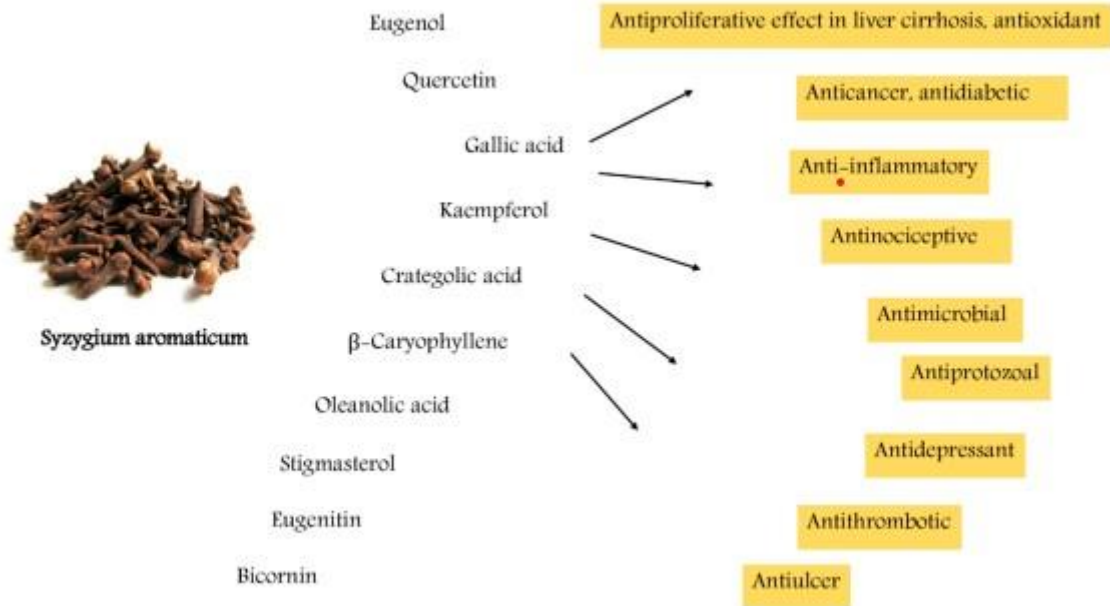 Eugenol
Antiproliferative effect in liver cirrhosis, antioxidant
Quercetin
Anticancer, antidiabetic
Gallic acid
Anti-inflammatory
Kaempferol
Antinociceptive
Crategolic acid
Antimicrobial
Syzygium aromaticum
β-Caryophyllene
Antiprotozoal
Oleanolic acid
Antidepressant
Stigmasterol
Eugenitin
Antithrombotic
Bicornin
Antiulcer